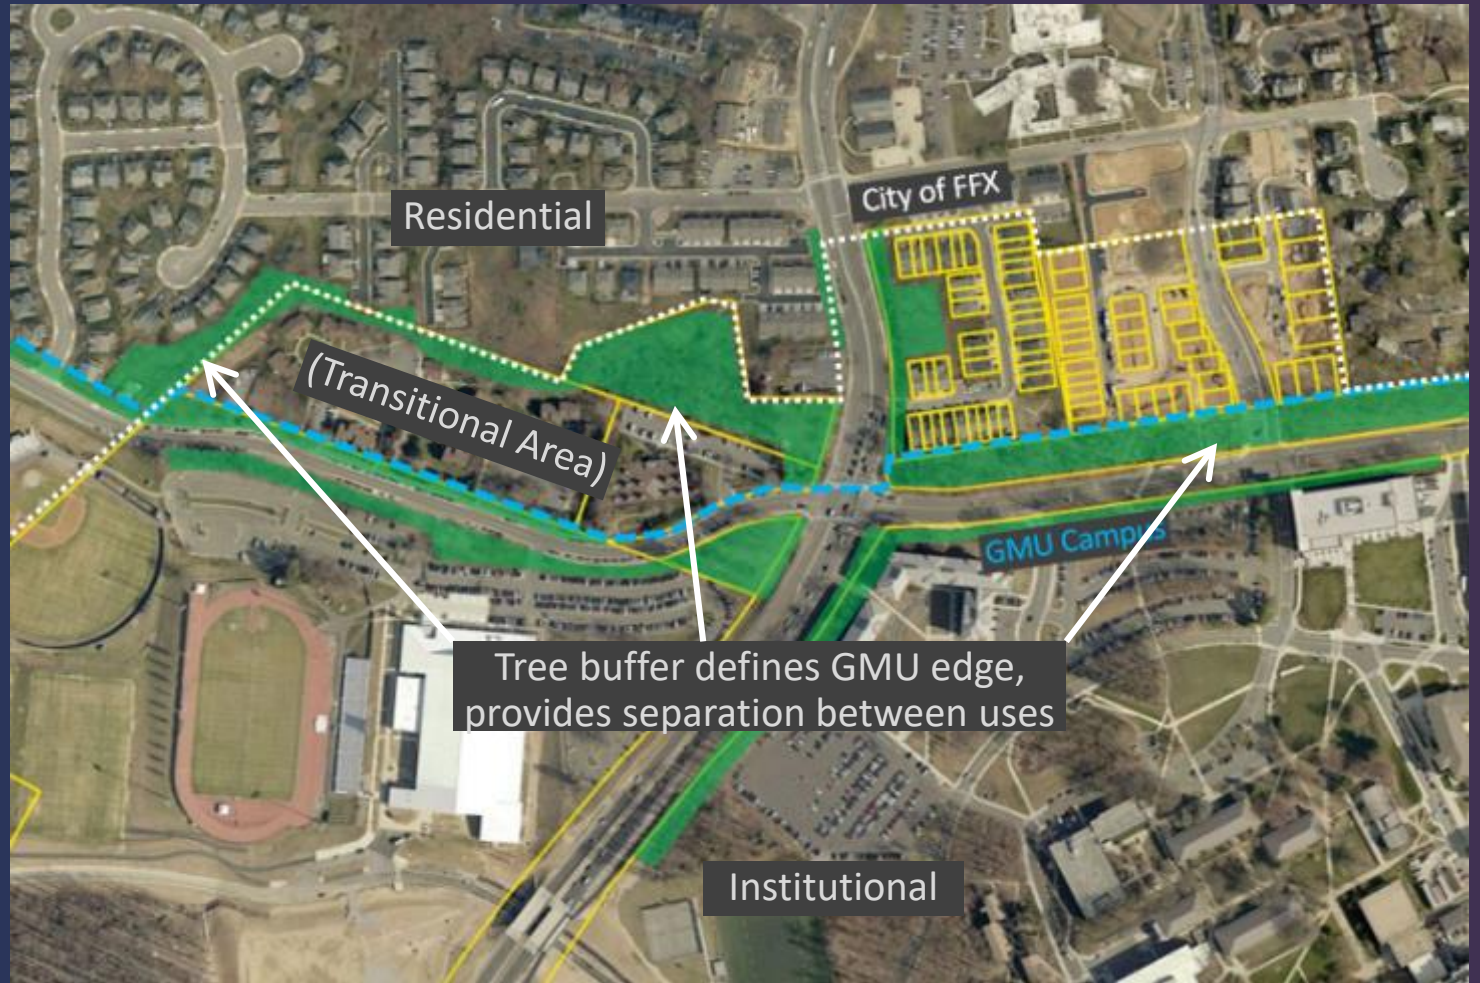 City of FFX
Residential
(Transitional Area)
GMU Campus
Tree buffer defines GMU edge,
provides separation between uses
Institutional